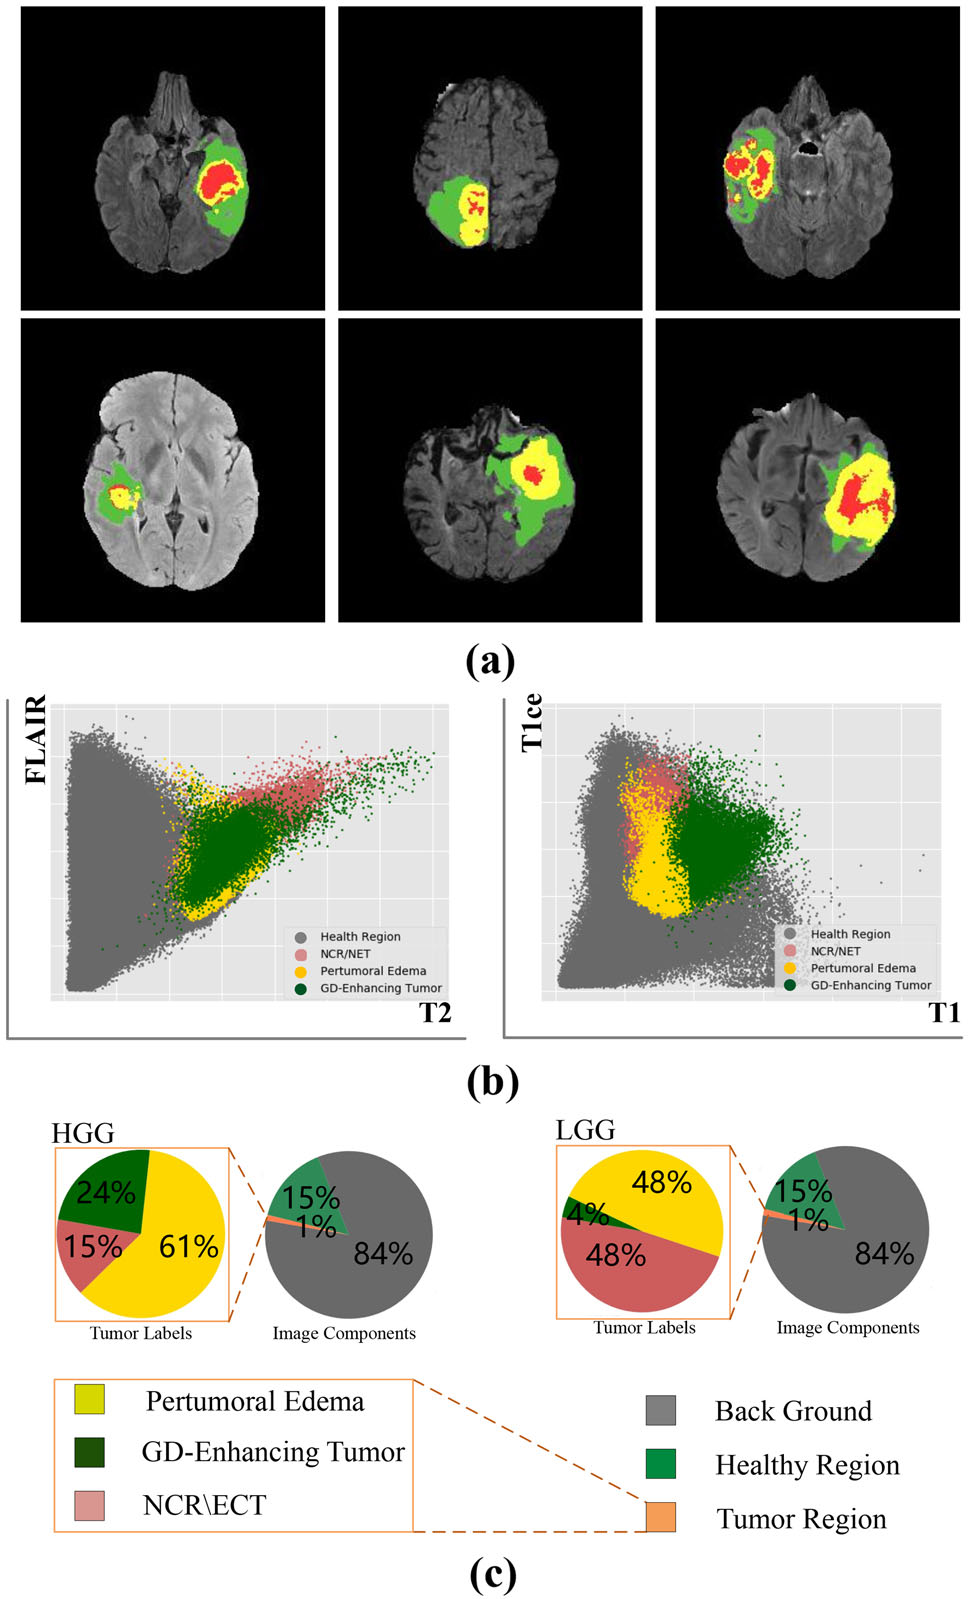 (a)
FLAIR
Health Region
NCR/NET
Pertumoral Edema
GD-Enhancing Tumor
T2
T1ce
Health Region
NCR/NET
Pertumoral Edema
GD-Enhancing Tumor
T1
(b)
HGG
24%
15%
61%
Tumor Labels
15%
1%
84%
Image Components
LGG
48%
4%
48%
Tumor Labels
15%
1%
84%
Image Components
Pertumoral Edema
GD-Enhancing Tumor
NCR\ECT
Back Ground
Healthy Region
Tumor Region
(c)